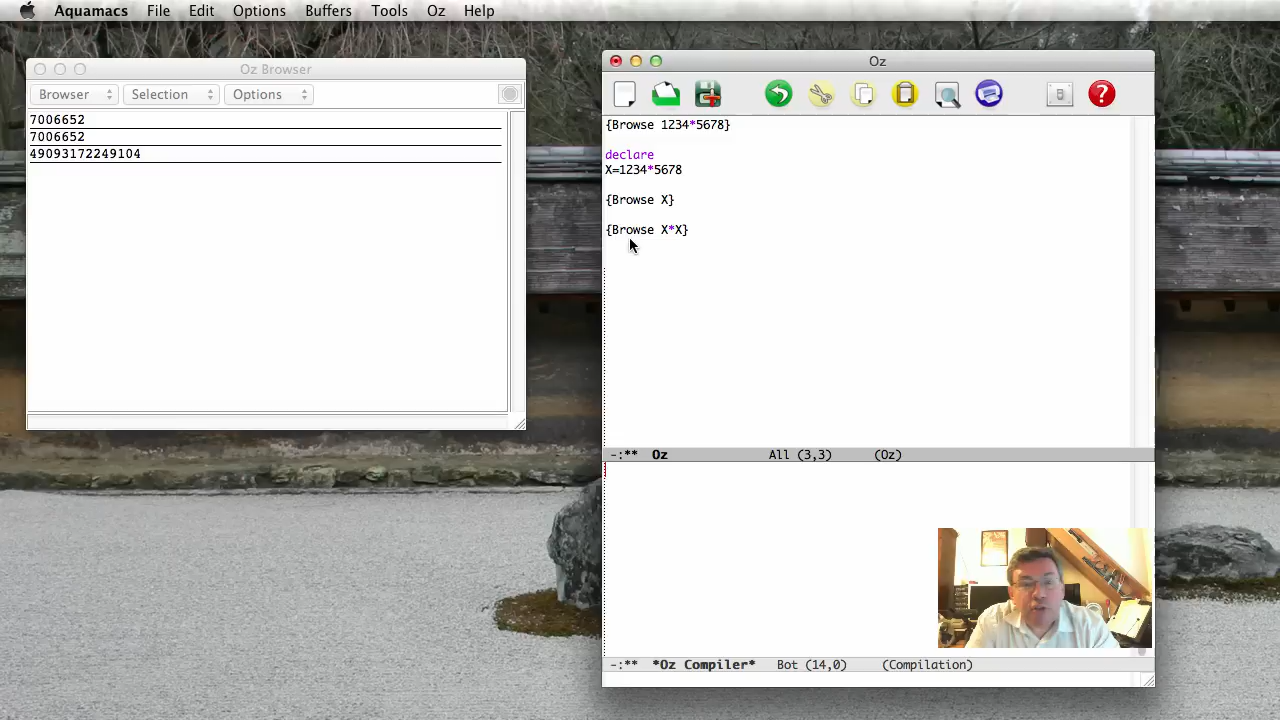 Aquamacs File Edit Options Buffers Tools Oz Help
Oz Browser
Browser Selection Options
7006652
7006652
49093172249104
Oz
{Browse 1234*5678}
declare
X=1234*5678
{Browse X}
{Browse X*X}
-:** Oz All (3,3) (Oz)
-:** *Oz Compiler* Bot (14,0) (Compilation)